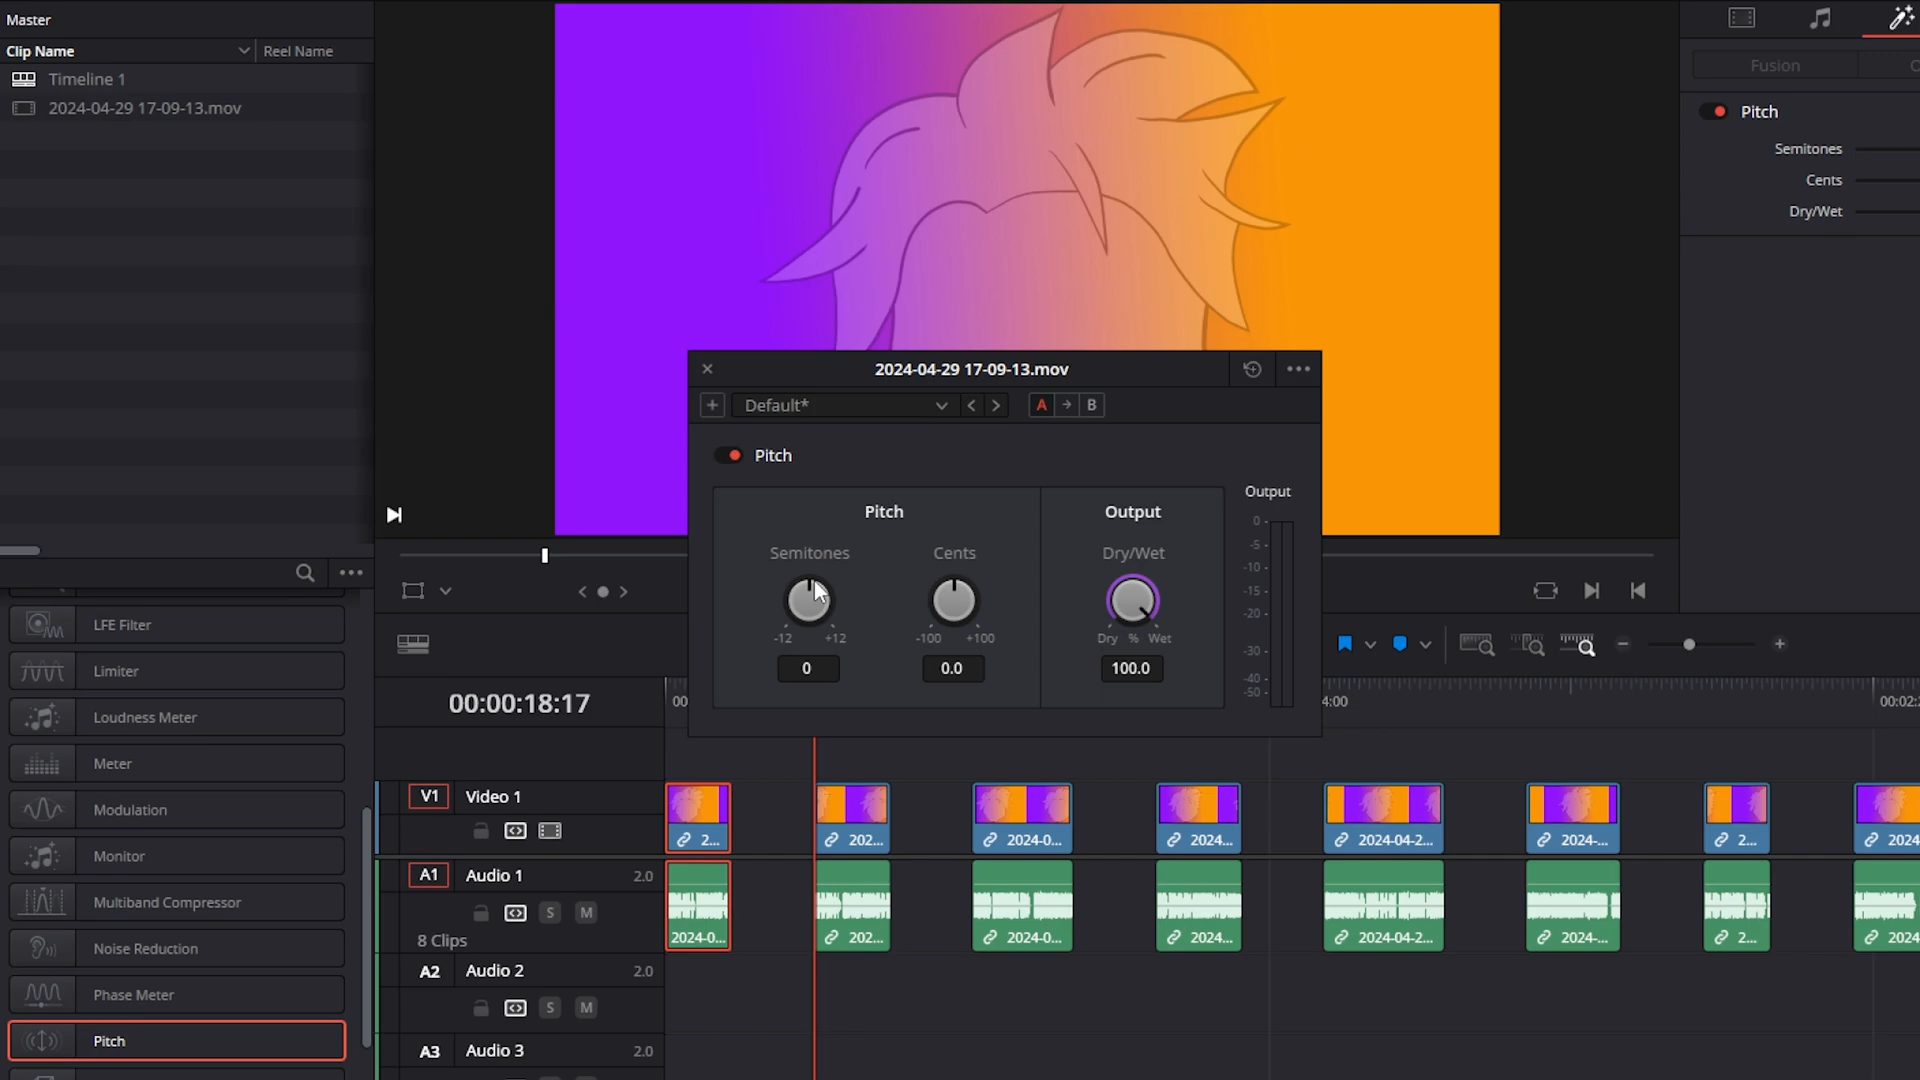 Master
Clip Name
Reel Name
Timeline 1
2024-04-29 17-09-13.mov
Fusion
Pitch
Semitones
Cents
Dry/Wet
2024-04-29 17-09-13.mov
Default*
A
B
Pitch
Pitch
Output
Output
Semitones
Cents
Dry/Wet
-12
+12
-100
+100
Dry % Wet
0
0.0
100.0
0
-5
-10
-15
-20
-30
-40
-50
LFE Filter
Limiter
Loudness Meter
Meter
Modulation
Monitor
Multiband Compressor
Noise Reduction
Phase Meter
Pitch
00:00:18:17
00
4:00
00:02:
V1
Video 1
2...
202...
2024-0...
2024...
2024-04-2...
2024-...
2...
2024
A1
Audio 1
2.0
S
M
8 Clips
2024-0...
202...
2024-0...
2024...
2024-04-2...
2024-...
2...
2024
A2
Audio 2
2.0
S
M
A3
Audio 3
2.0